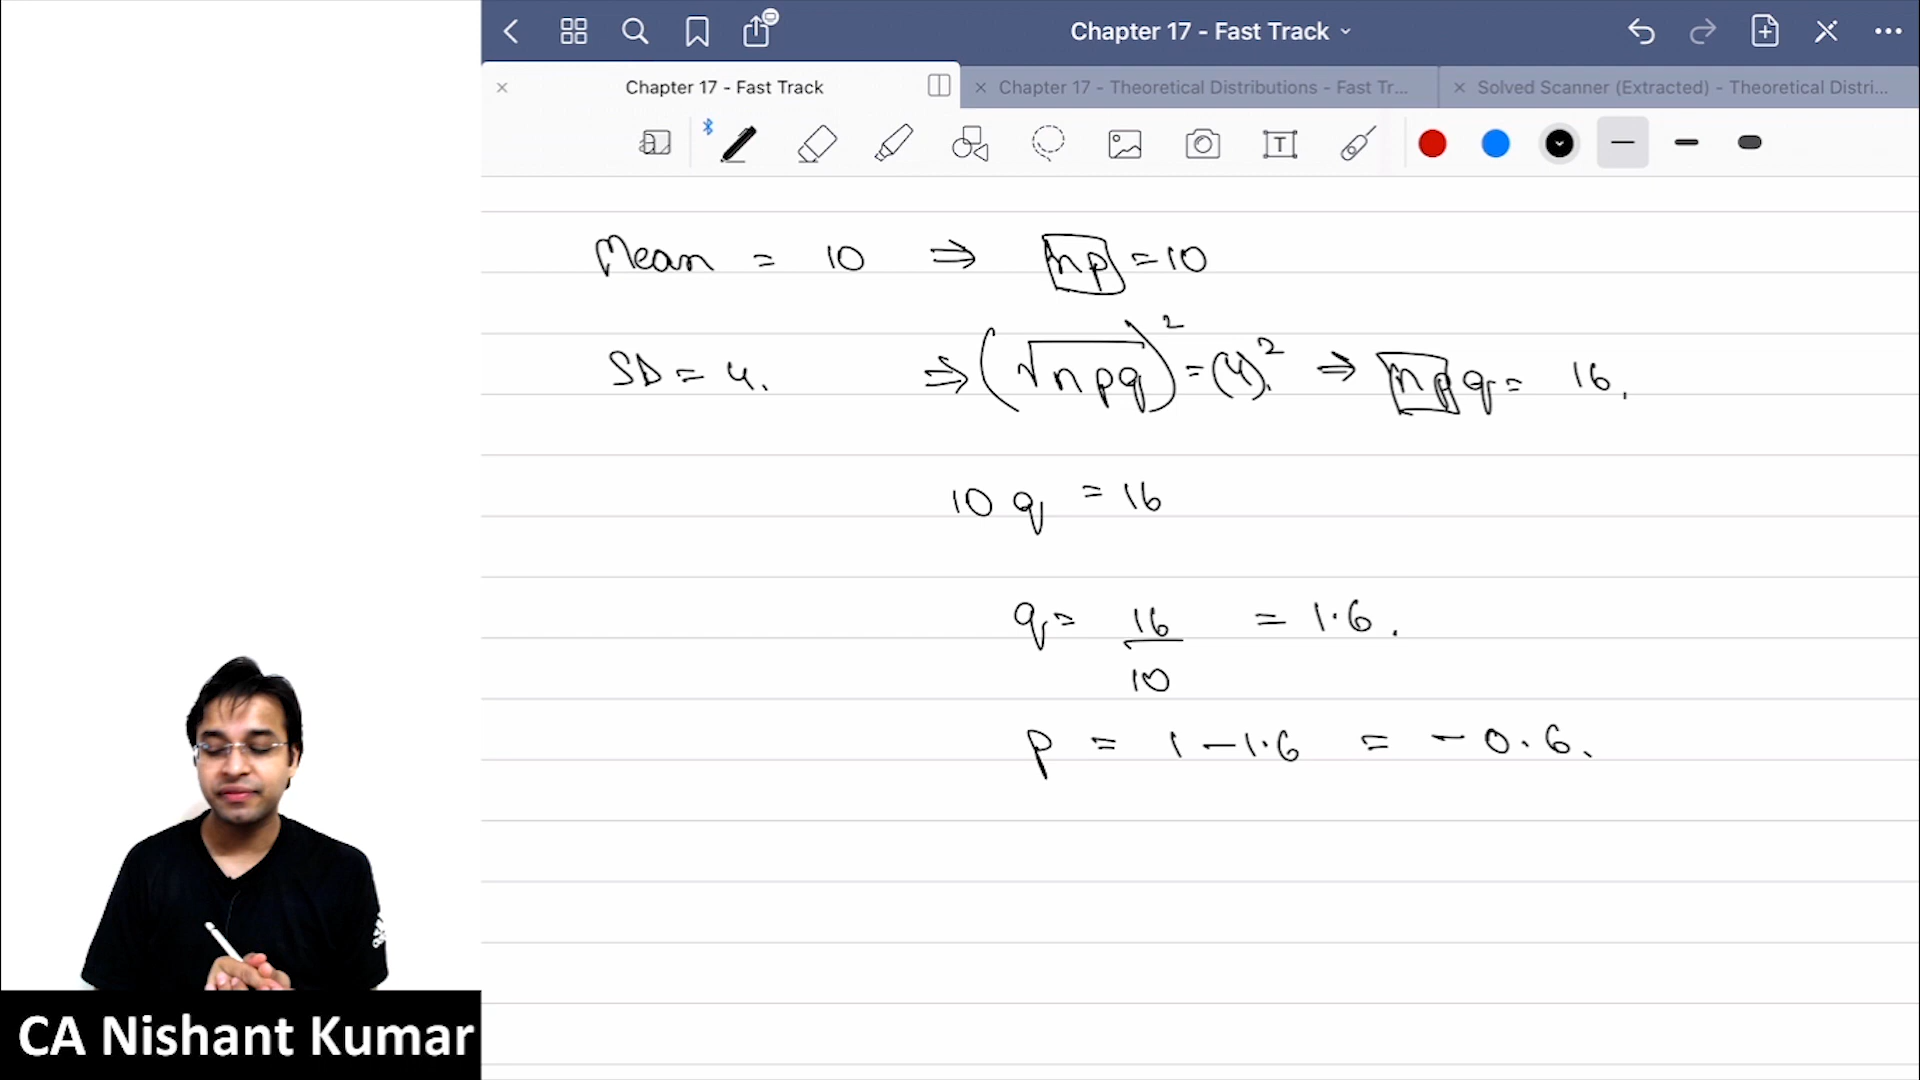 Chapter 17 - Fast Track
Chapter 17 - Fast Track
Chapter 17 - Theoretical Distributions - Fast Tr...
Solved Scanner (Extracted) - Theoretical Distri...
Mean = 10 ⇒ np = 10
SD = 4. ⇒ (√npq)² = (4)². ⇒ npq = 16.
10 q = 16
q = 16/10 = 1.6.
p = 1 - 1.6 = - 0.6.
CA Nishant Kumar